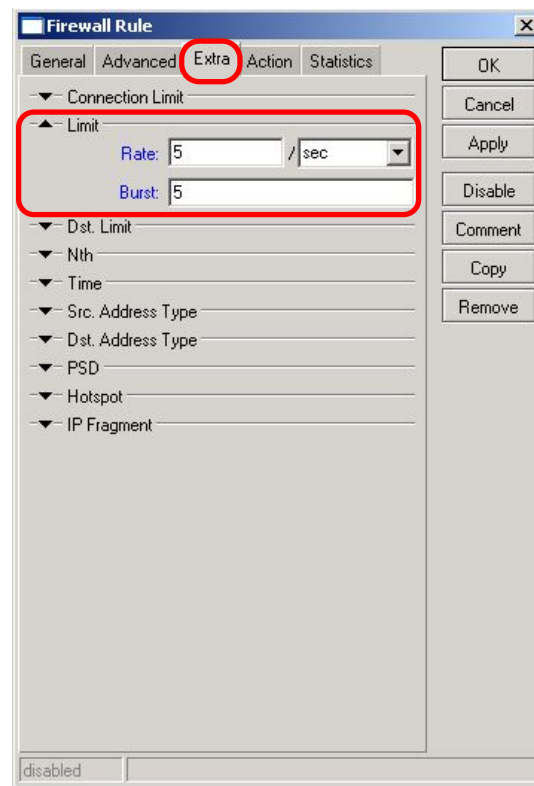 Firewall Rule
General Advanced Extra Action Statistics
Connection Limit
Limit
Rate: 5 / sec
Burst: 5
Dst. Limit
Nth
Time
Src. Address Type
Dst. Address Type
PSD
Hotspot
IP Fragment
OK
Cancel
Apply
Disable
Comment
Copy
Remove
disabled